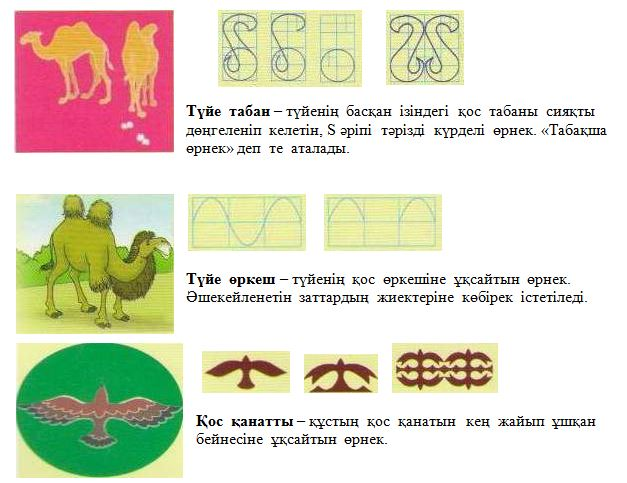 Түйе табан – түйенің басқан ізіндегі қос табаны сияқты
дөңгеленіп келетін, S әріпі тәрізді күрделі өрнек. «Табақша
өрнек» деп те аталады.
Түйе өркеш – түйенің қос өркешіне ұқсайтын өрнек.
Әшекейленетін заттардың жиектеріне көбірек істетіледі.
Қос қанатты – құстың қос қанатын кең жайып ұшқан
бейнесіне ұқсайтын өрнек.